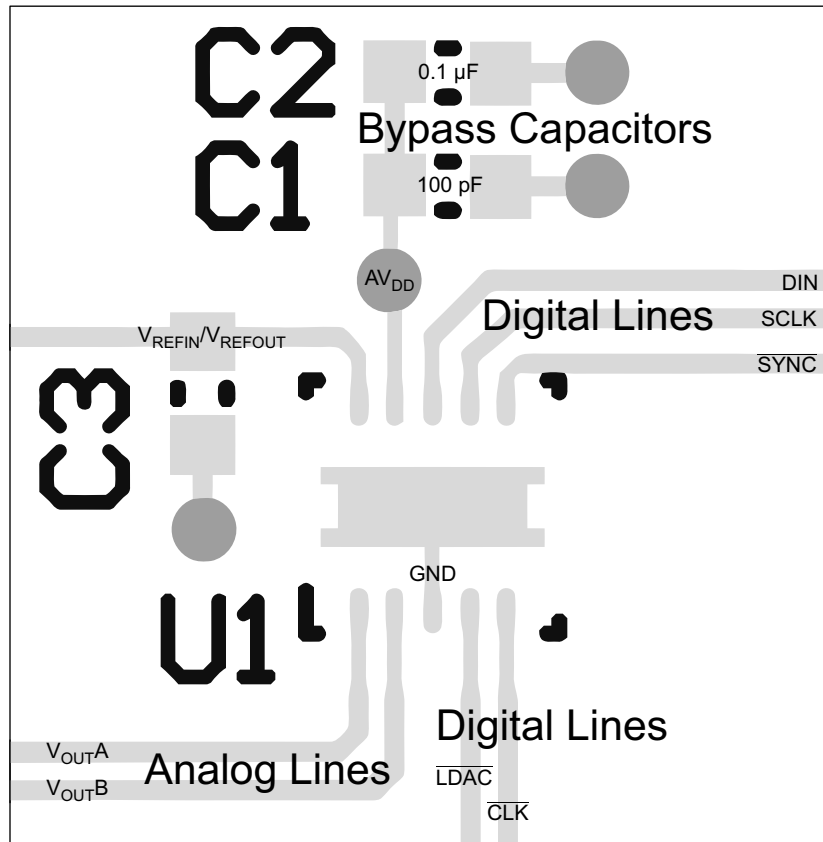 C2
0.1 µF
Bypass Capacitors
C1
100 pF
AVDD
DIN
Digital Lines
SCLK
VREFIN/VREFOUT
SYNC
C3
GND
U1
Digital Lines
VOUTA
Analog Lines
LDAC
VOUTB
CLK